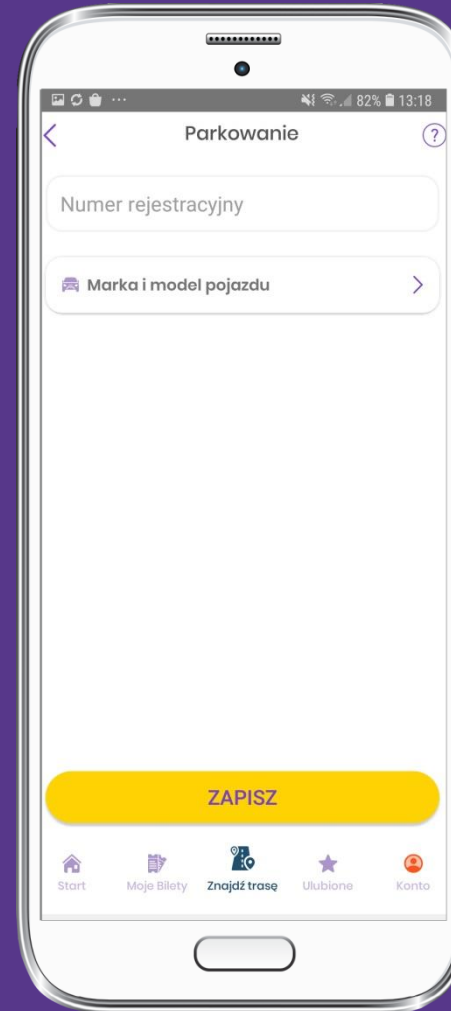 82% 13:18
Parkowanie ?
Numer rejestracyjny
Marka i model pojazdu
ZAPISZ
Start Moje Bilety Znajdź trasę Ulubione Konto